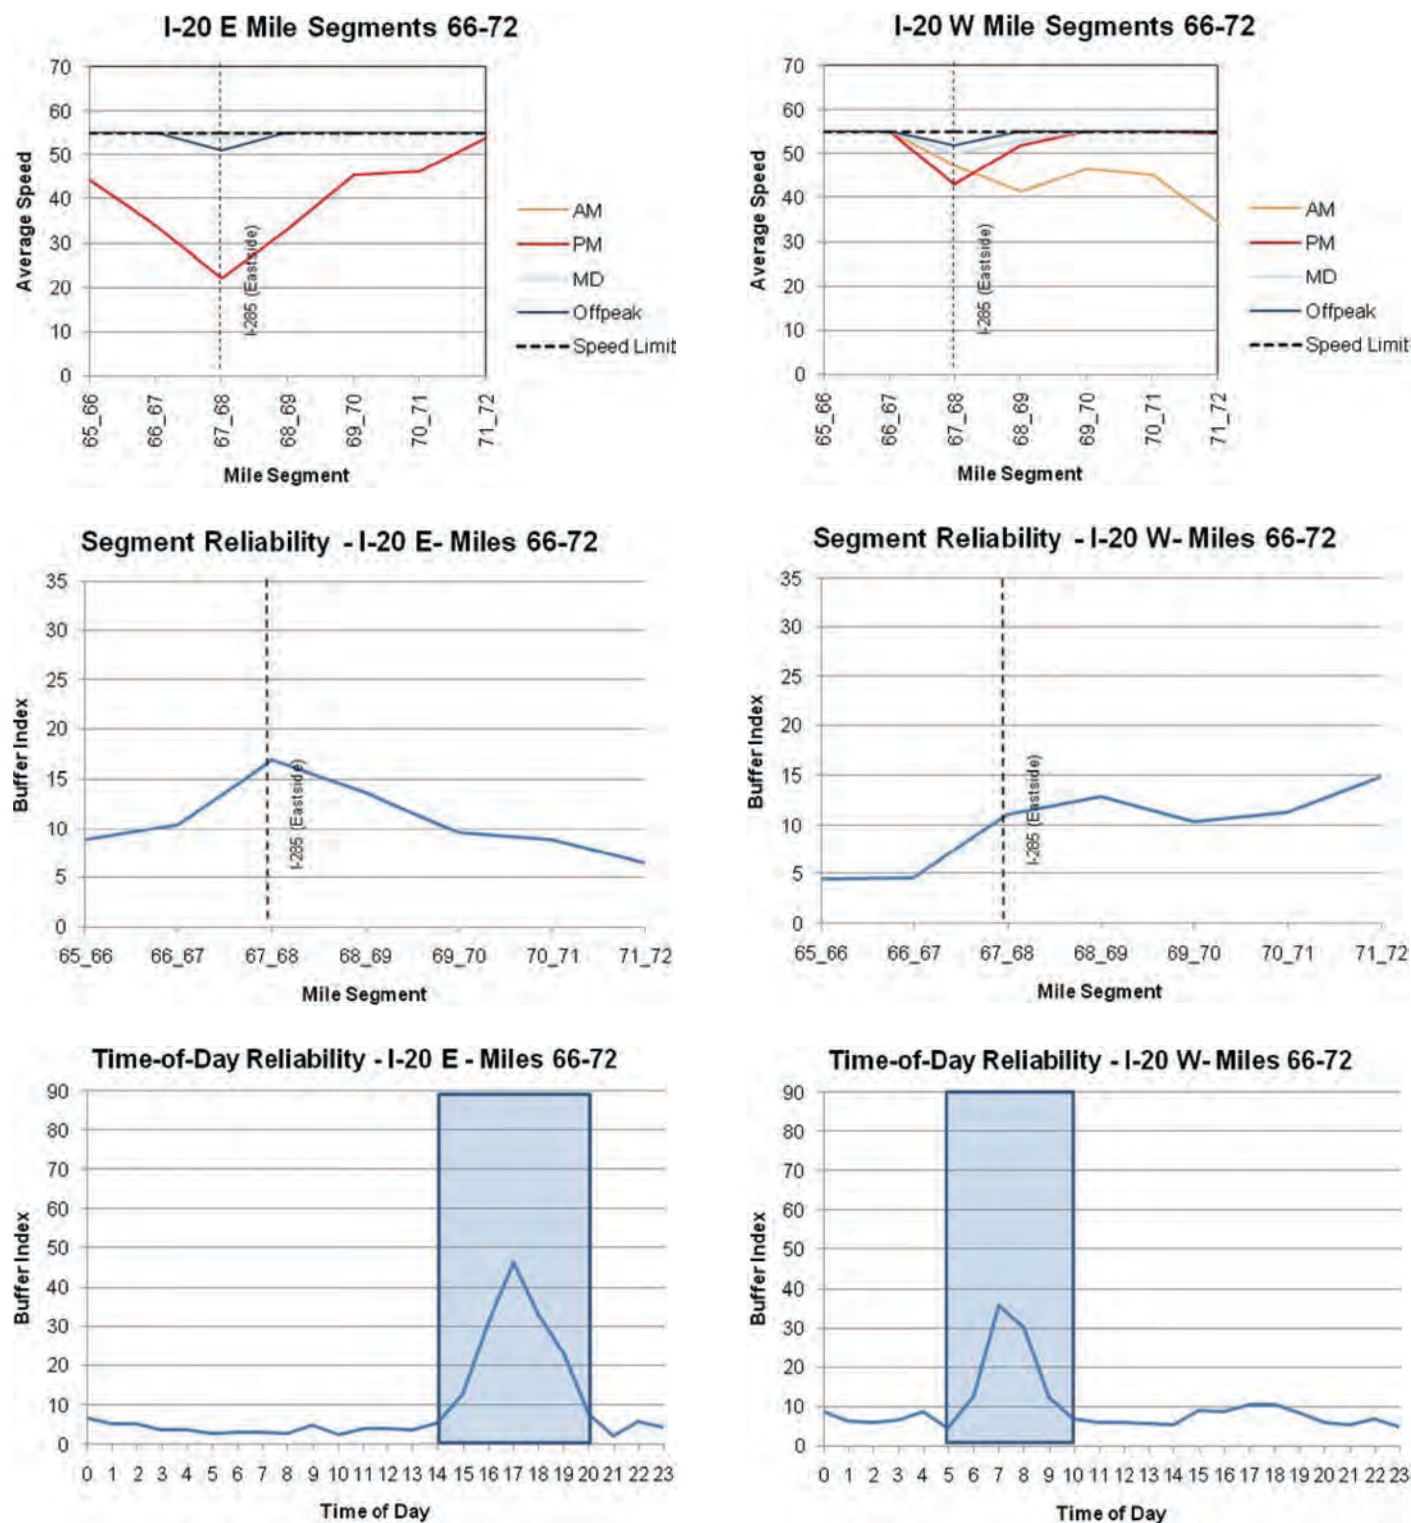 I-20 E Mile Segments 66-72
70
60
50
40
30
20
10
0
Average Speed
I-285 (Eastside)
65_66
66_67
67_68
68_69
69_70
70_71
71_72
Mile Segment
AM
PM
MD
Offpeak
Speed Limit
I-20 W Mile Segments 66-72
70
60
50
40
30
20
10
0
Average Speed
I-285 (Eastside)
65_66
66_67
67_68
68_69
69_70
70_71
71_72
Mile Segment
AM
PM
MD
Offpeak
Speed Limit
Segment Reliability - I-20 E- Miles 66-72
35
30
25
20
15
10
5
0
Buffer Index
I-285 (Eastside)
65_66 66_67 67_68 68_69 69_70 70_71 71_72
Mile Segment
Segment Reliability - I-20 W- Miles 66-72
35
30
25
20
15
10
5
0
Buffer Index
I-285 (Eastside)
65_66 66_67 67_68 68_69 69_70 70_71 71_72
Mile Segment
Time-of-Day Reliability - I-20 E - Miles 66-72
90
80
70
60
50
40
30
20
10
0
Buffer Index
0 1 2 3 4 5 6 7 8 9 10 11 12 13 14 15 16 17 18 19 20 21 22 23
Time of Day
Time-of-Day Reliability - I-20 W- Miles 66-72
90
80
70
60
50
40
30
20
10
0
Buffer Index
0 1 2 3 4 5 6 7 8 9 10 11 12 13 14 15 16 17 18 19 20 21 22 23
Time of Day